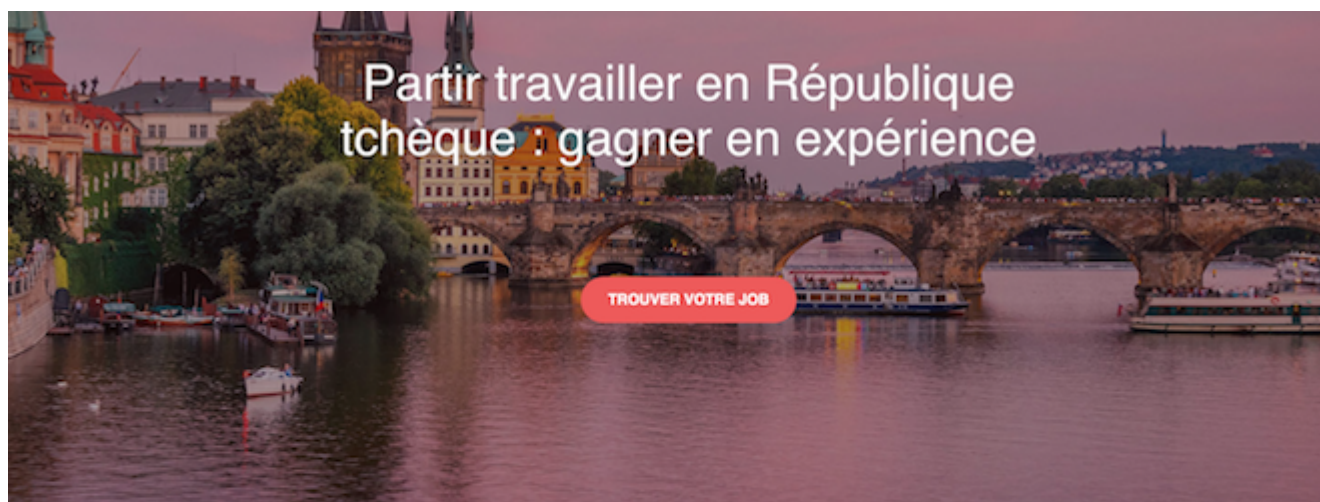 Partir travailler en République
tchèque : gagner en expérience
TROUVER VOTRE JOB